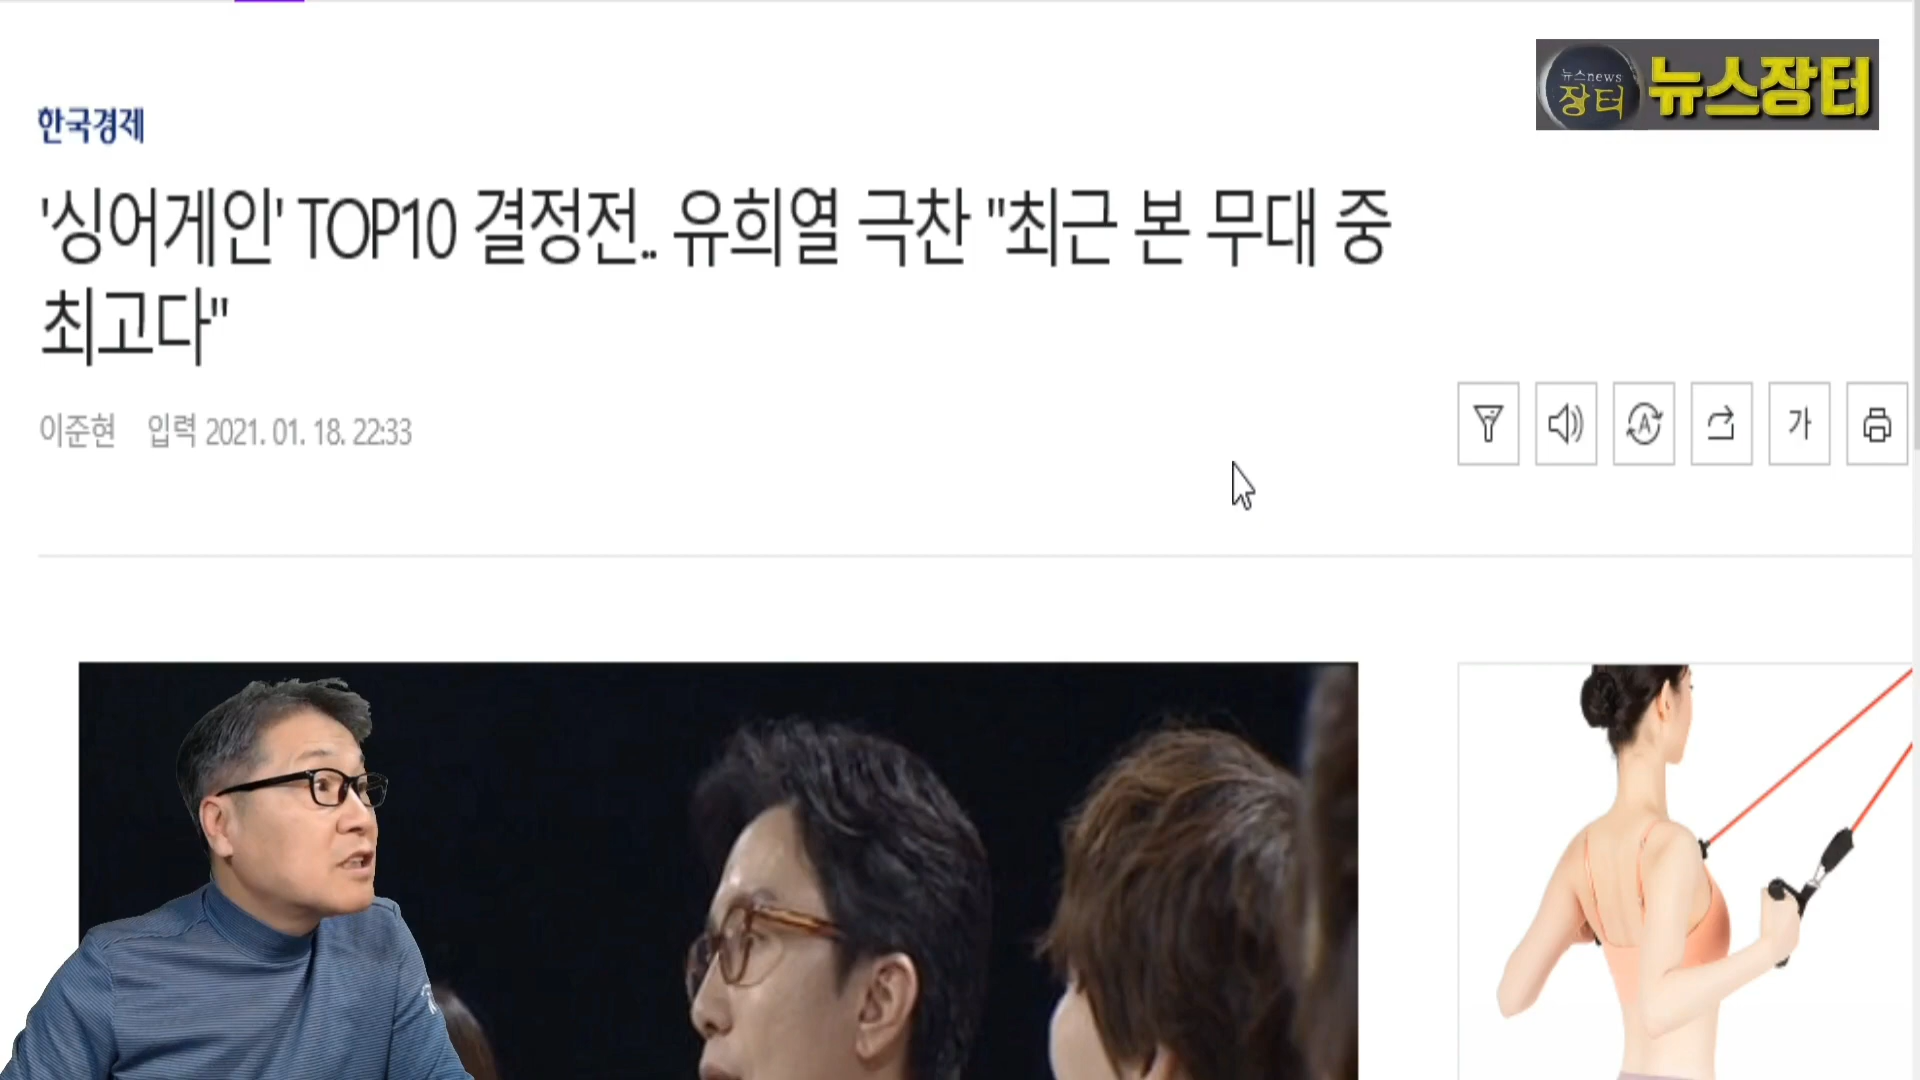 뉴스news
장터
뉴스장터
한국경제
'싱어게인' TOP10 결정전.. 유희열 극찬 "최근 본 무대 중
최고다"
이준현 입력 2021. 01. 18. 22:33
A
가